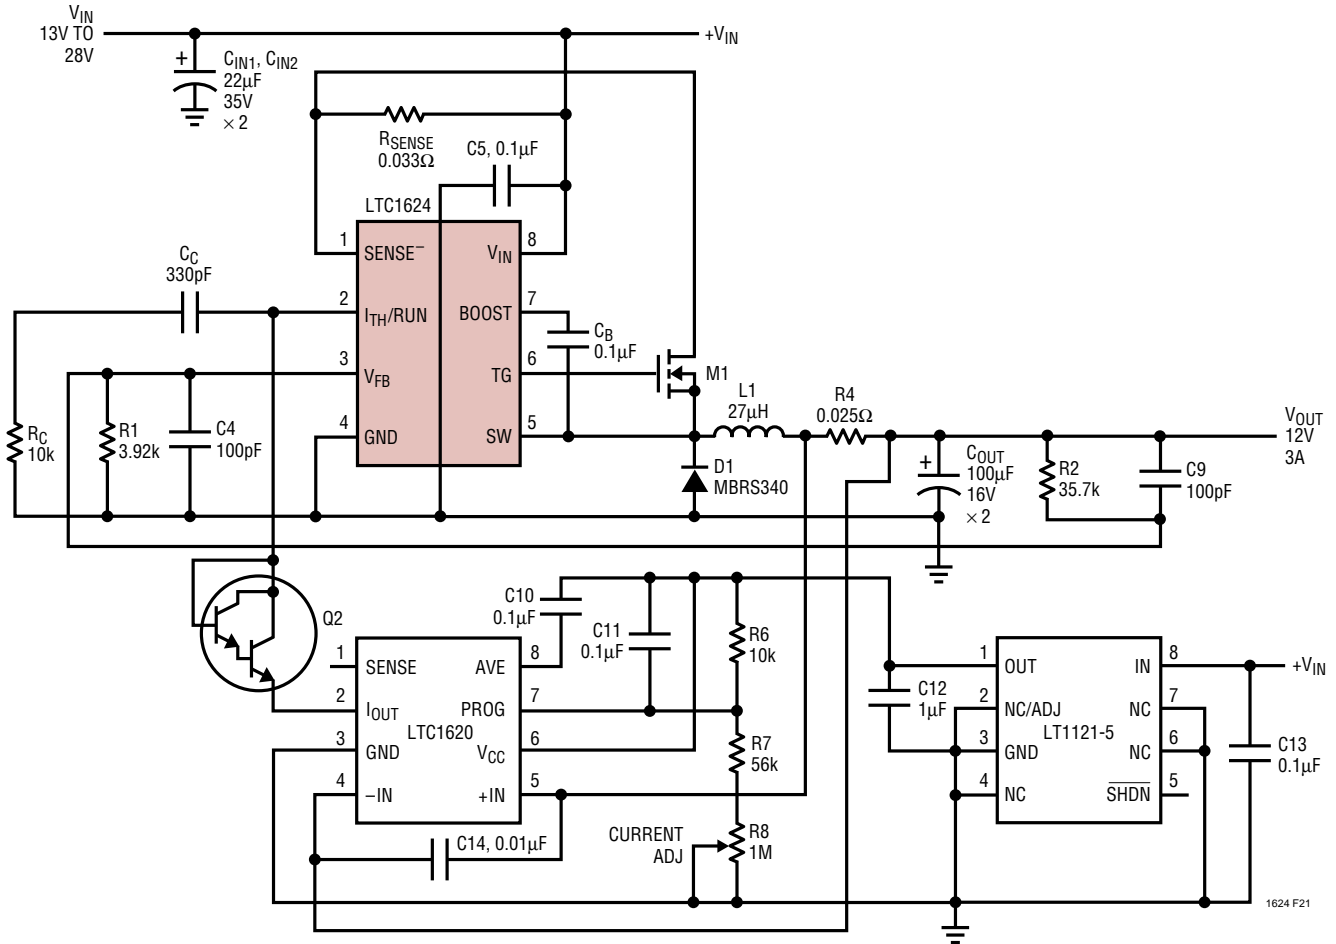 VIN
13V TO
28V
+VIN
+
CIN1, CIN2
22µF
35V
× 2
RSENSE
0.033Ω
C5, 0.1µF
LTC1624
1
SENSE–
VIN
8
CC
330pF
2
ITH/RUN
BOOST
7
CB
0.1µF
3
VFB
TG
6
M1
4
GND
SW
5
L1
27µH
R4
0.025Ω
VOUT
12V
3A
RC
10k
R1
3.92k
C4
100pF
D1
MBRS340
+
COUT
100µF
16V
× 2
R2
35.7k
C9
100pF
Q2
C10
0.1µF
C11
0.1µF
R6
10k
1
SENSE
AVE
8
2
IOUT
PROG
7
LTC1620
3
GND
VCC
6
4
–IN
+IN
5
R7
56k
C14, 0.01µF
CURRENT
ADJ
R8
1M
C12
1µF
1
OUT
IN
8
+VIN
2
NC/ADJ
NC
7
LT1121-5
3
GND
NC
6
4
NC
SHDN
5
C13
0.1µF
1624 F21